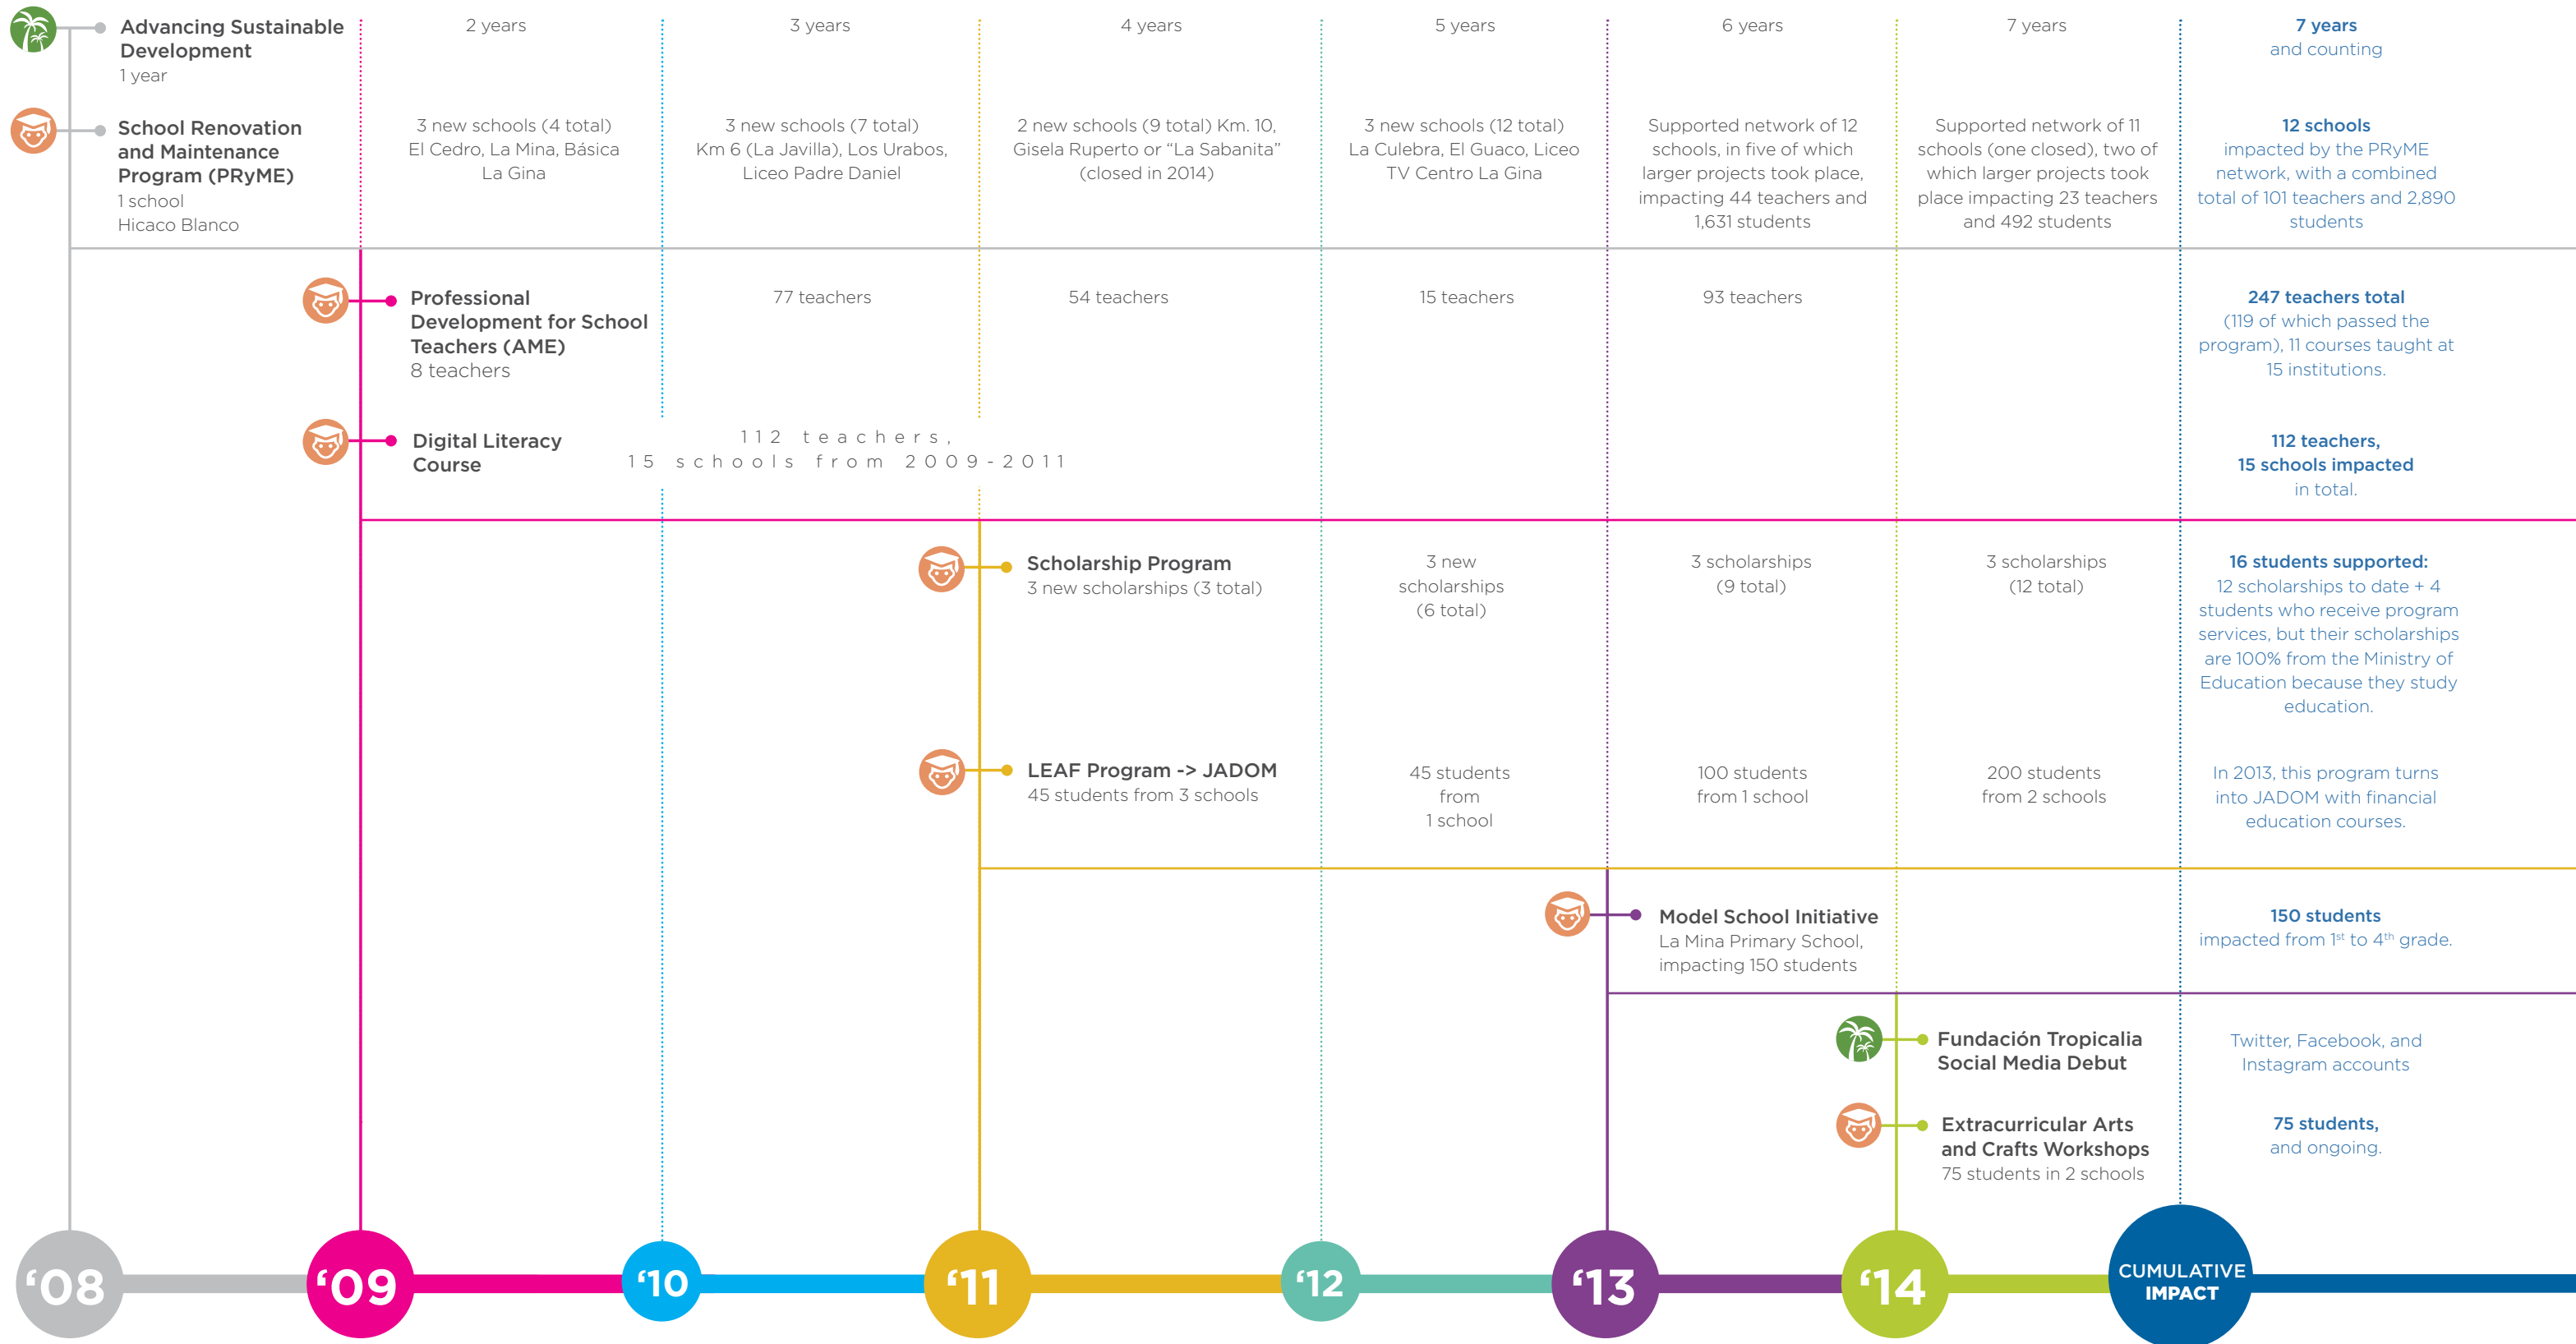 Advancing Sustainable
Development
1 year
2 years
3 years
4 years
5 years
6 years
7 years
7 years
and counting
School Renovation
and Maintenance
Program (PRyME)
1 school
Hicaco Blanco
3 new schools (4 total)
El Cedro, La Mina, Básica
La Gina
3 new schools (7 total)
Km 6 (La Javilla), Los Urabos,
Liceo Padre Daniel
2 new schools (9 total) Km. 10,
Gisela Ruperto or “La Sabanita”
(closed in 2014)
3 new schools (12 total)
La Culebra, El Guaco, Liceo
TV Centro La Gina
Supported network of 12
schools, in five of which
larger projects took place,
impacting 44 teachers and
1,631 students
Supported network of 11
schools (one closed), two of
which larger projects took
place impacting 23 teachers
and 492 students
12 schools
impacted by the PRyME
network, with a combined
total of 101 teachers and 2,890
students
Professional
Development for School
Teachers (AME)
8 teachers
77 teachers
54 teachers
15 teachers
93 teachers
247 teachers total
(119 of which passed the
program), 11 courses taught at
15 institutions.
Digital Literacy
Course
112 teachers,
15 schools from 2009-2011
112 teachers,
15 schools impacted
in total.
Scholarship Program
3 new scholarships (3 total)
3 new
scholarships
(6 total)
3 scholarships
(9 total)
3 scholarships
(12 total)
16 students supported:
12 scholarships to date + 4
students who receive program
services, but their scholarships
are 100% from the Ministry of
Education because they study
education.
LEAF Program -> JADOM
45 students from 3 schools
45 students
from
1 school
100 students
from 1 school
200 students
from 2 schools
In 2013, this program turns
into JADOM with financial
education courses.
Model School Initiative
La Mina Primary School,
impacting 150 students
150 students
impacted from 1st to 4th grade.
Fundación Tropicalia
Social Media Debut
Twitter, Facebook, and
Instagram accounts
Extracurricular Arts
and Crafts Workshops
75 students in 2 schools
75 students,
and ongoing.
‘08
‘09
‘10
‘11
‘12
‘13
‘14
CUMULATIVE
IMPACT